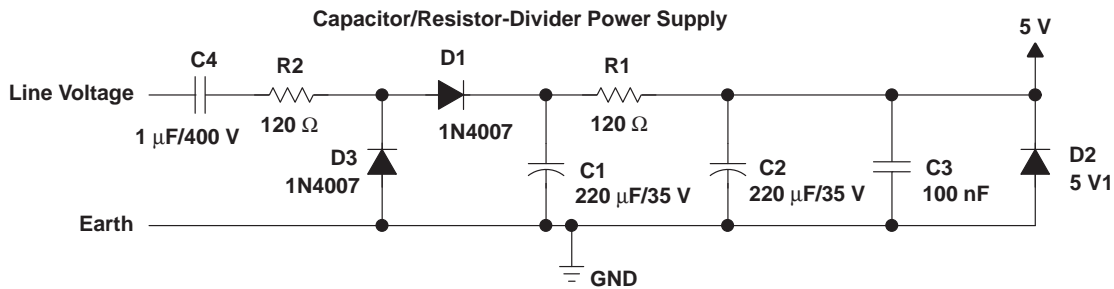 Capacitor/Resistor-Divider Power Supply
5 V
C4
R2
D1
R1
Line Voltage
1 μF/400 V
120 Ω
1N4007
120 Ω
D3
1N4007
C1
220 μF/35 V
C2
220 μF/35 V
C3
100 nF
D2
5 V1
Earth
GND